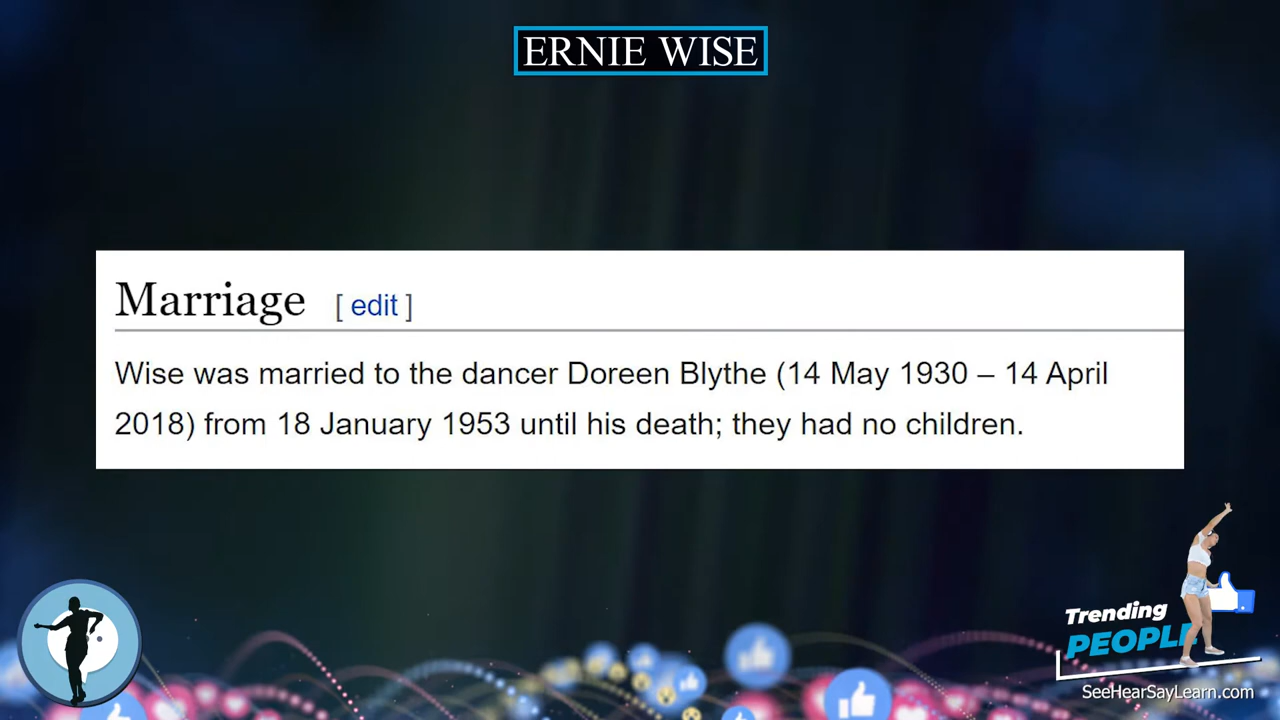 ERNIE WISE
Marriage [ edit ]
Wise was married to the dancer Doreen Blythe (14 May 1930 – 14 April
2018) from 18 January 1953 until his death; they had no children.
Trending
PEOPLE
SeeHearSayLearn.com